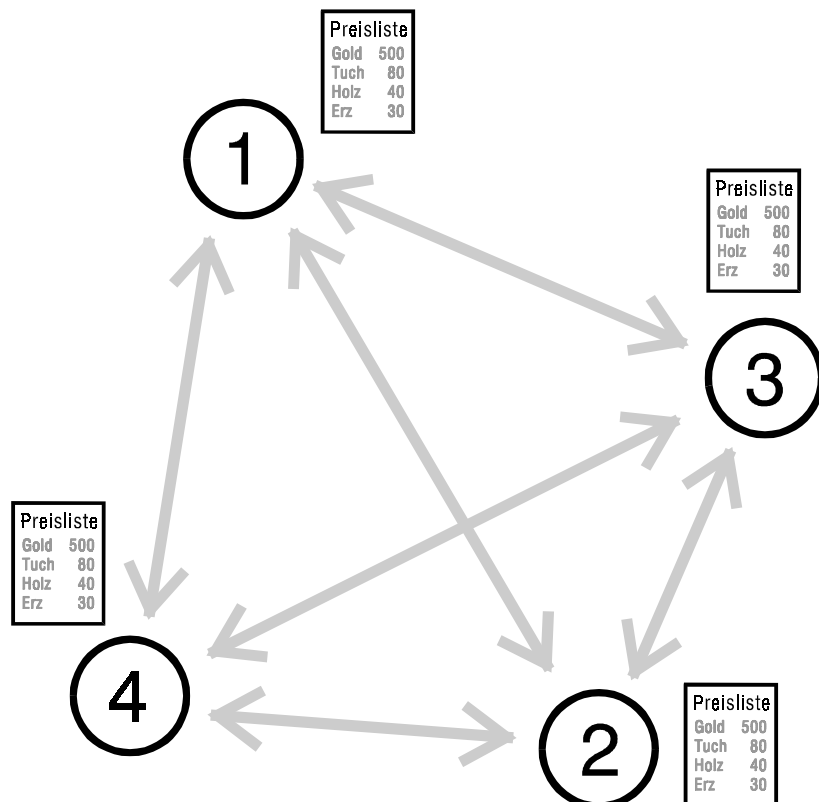 Preisliste
Gold 500
Tuch 80
Holz 40
Erz 30
1
Preisliste
Gold 500
Tuch 80
Holz 40
Erz 30
3
Preisliste
Gold 500
Tuch 80
Holz 40
Erz 30
4
2
Preisliste
Gold 500
Tuch 80
Holz 40
Erz 30